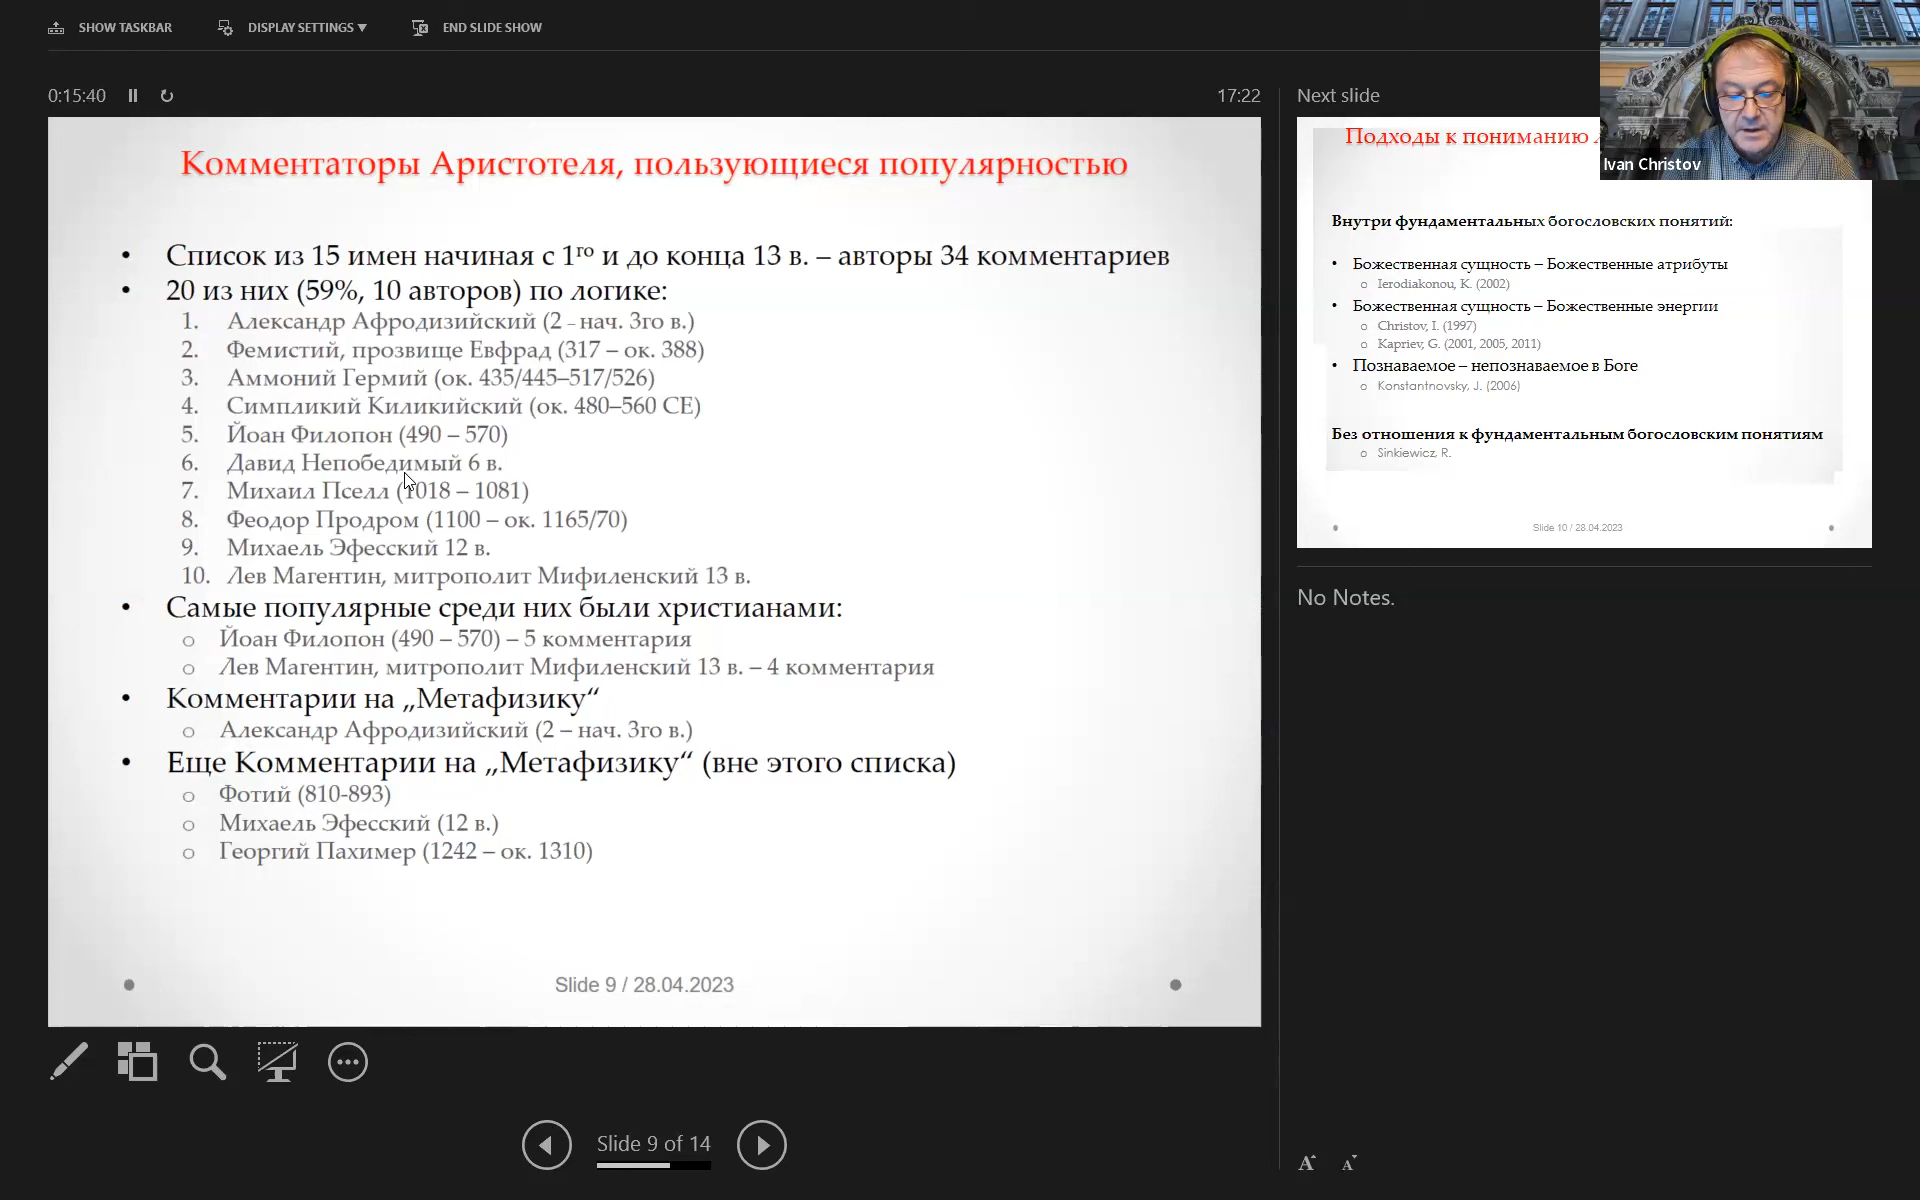 SHOW TASKBAR
DISPLAY SETTINGS
END SLIDE SHOW
0:15:40
17:22
Next slide
Комментаторы Аристотеля, пользующиеся популярностью
• Список из 15 имен начиная с 1го и до конца 13 в. – авторы 34 комментариев
• 20 из них (59%, 10 авторов) по логике:
1. Александр Афродизийский (2 – нач. 3го в.)
2. Фемистий, прозвище Евфрад (317 – ок. 388)
3. Аммоний Гермий (ок. 435/445–517/526)
4. Симпликий Киликийский (ок. 480–560 CE)
5. Йоан Филопон (490 – 570)
6. Давид Непобедимый 6 в.
7. Михаил Пселл (1018 – 1081)
8. Феодор Продром (1100 – ок. 1165/70)
9. Михаель Эфесский 12 в.
10. Лев Магентин, митрополит Мифиленский 13 в.
• Самые популярные среди них были христианами:
o Йоан Филопон (490 – 570) – 5 комментария
o Лев Магентин, митрополит Мифиленский 13 в. – 4 комментария
• Комментарии на „Метафизику“
o Александр Афродизийский (2 – нач. 3го в.)
• Еще Комментарии на „Метафизику“ (вне этого списка)
o Фотий (810-893)
o Михаель Эфесский (12 в.)
o Георгий Пахимер (1242 – ок. 1310)
Slide 9 / 28.04.2023
Slide 9 of 14
Ivan Christov
Подходы к пониманию
Внутри фундаментальных богословских понятий:
• Божественная сущность – Божественные атрибуты
o Ierodiakonou, K. (2002)
• Божественная сущность – Божественные энергии
o Christov, I. (1997)
o Kapriev, G. (2001, 2005, 2011)
• Познаваемое – непознаваемое в Боге
o Konstantnovsky, J. (2006)
Без отношения к фундаментальным богословским понятиям
o Sinkiewicz, R.
Slide 10 / 28.04.2023
No Notes.
A A